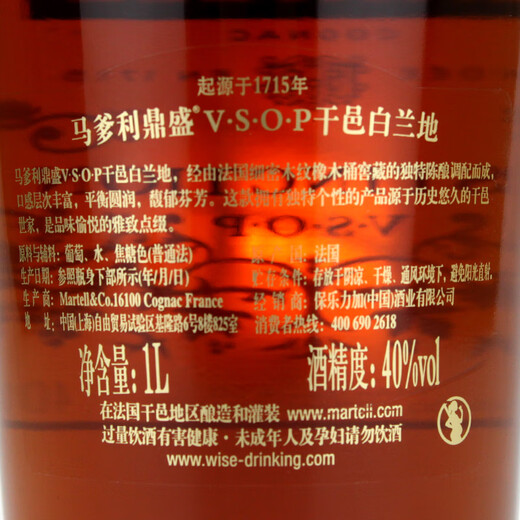 起源于1715年
马爹利鼎盛®V·S·O·P干邑白兰地
马爹利鼎盛V·S·O·P干邑白兰地，经由法国细密木纹橡木桶窖藏的独特陈酿调配而成，
口感层次丰富，平衡圆润，馥郁芬芳。这款拥有独特个性的产品源于历史悠久的干邑
世家，是品味愉悦的雅致点缀。
原料与辅料：葡萄、水、焦糖色(普通法) 原产国：法国
生产日期：参照瓶身下部所示(年/月/日) 贮存条件：存放于阴凉、干燥、通风环境下，避免阳光直射。
生产商：Martell&Co.16100 Cognac France 经销商：保乐力加(中国)酒业有限公司
地址：中国(上海)自由贸易试验区基隆路6号8楼825室 消费者热线：400 690 2618
净含量：1L 酒精度：40%vol
在法国干邑地区酿造和灌装 www.martell.com
过量饮酒有害健康·未成年人及孕妇请勿饮酒
www.wise-drinking.com